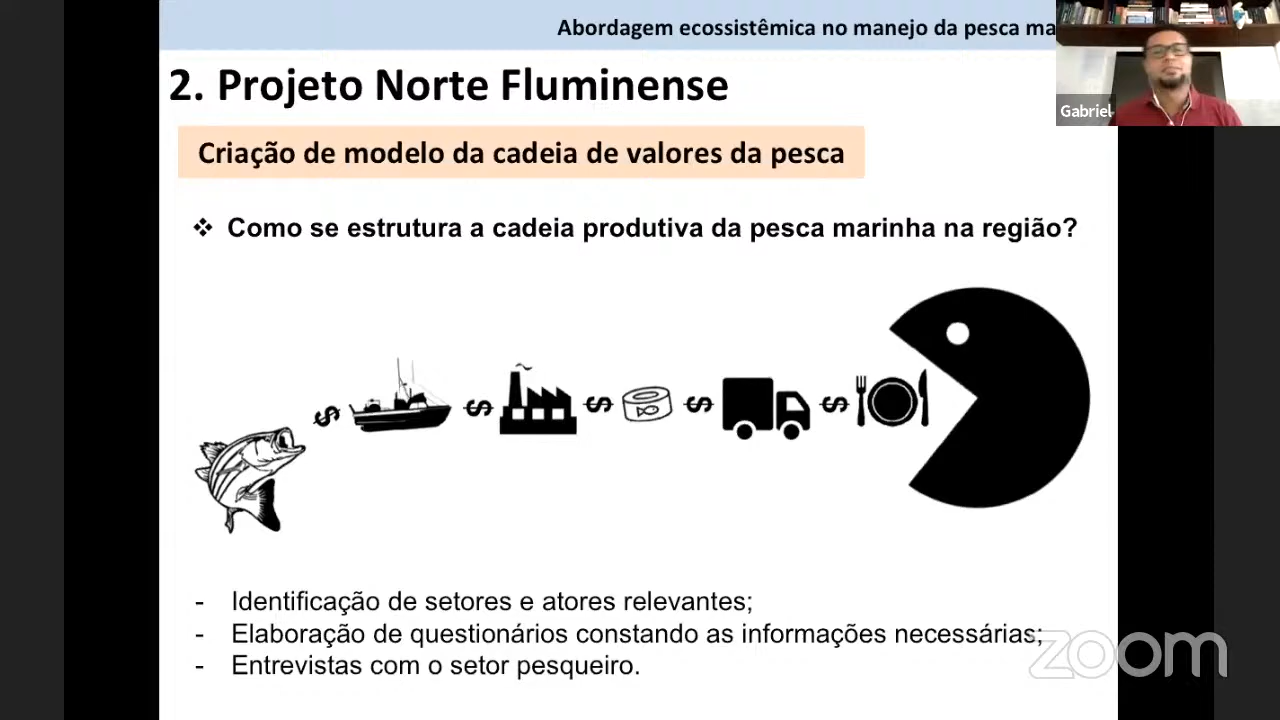 Abordagem ecossistêmica no manejo da pesca
2. Projeto Norte Fluminense
Gabriel
Criação de modelo da cadeia de valores da pesca
❖ Como se estrutura a cadeia produtiva da pesca marinha na região?
$ $ $ $ $
- Identificação de setores e atores relevantes;
- Elaboração de questionários constando as informações necessárias;
- Entrevistas com o setor pesqueiro.
zoom